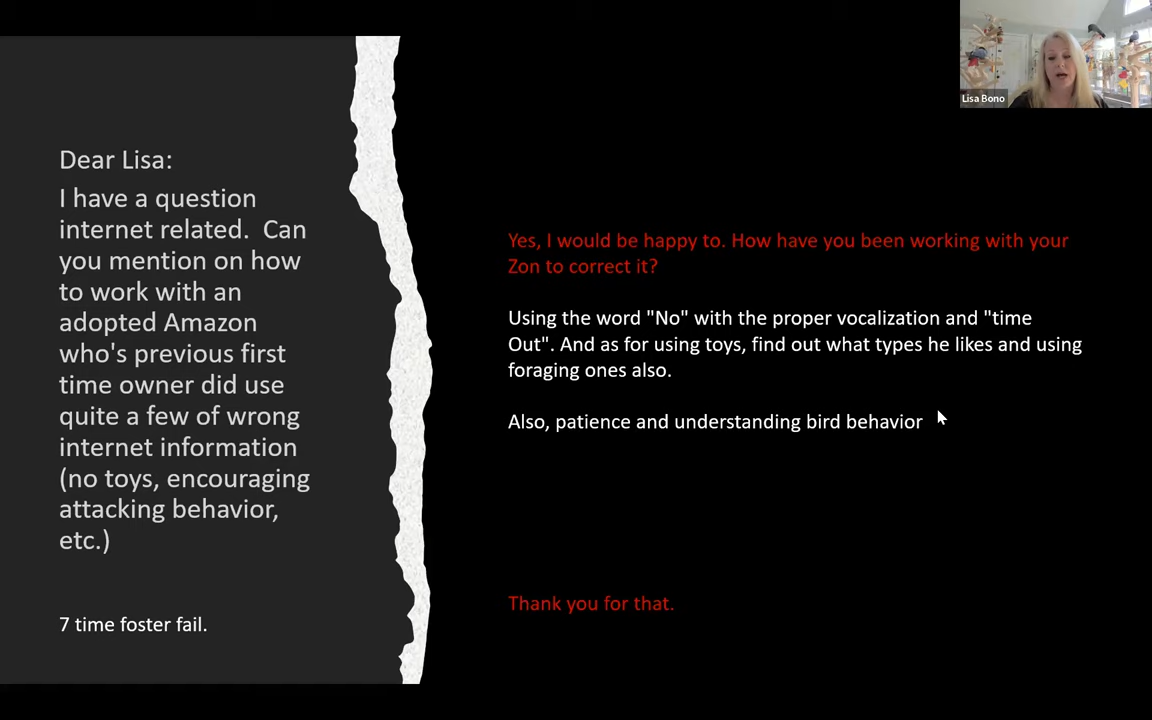 Lisa Bono
Dear Lisa:
I have a question
internet related.  Can
you mention on how
to work with an
adopted Amazon
who's previous first
time owner did use
quite a few of wrong
internet information
(no toys, encouraging
attacking behavior,
etc.)
7 time foster fail.
Yes, I would be happy to. How have you been working with your
Zon to correct it?
Using the word "No" with the proper vocalization and "time
Out". And as for using toys, find out what types he likes and using
foraging ones also.
Also, patience and understanding bird behavior
Thank you for that.